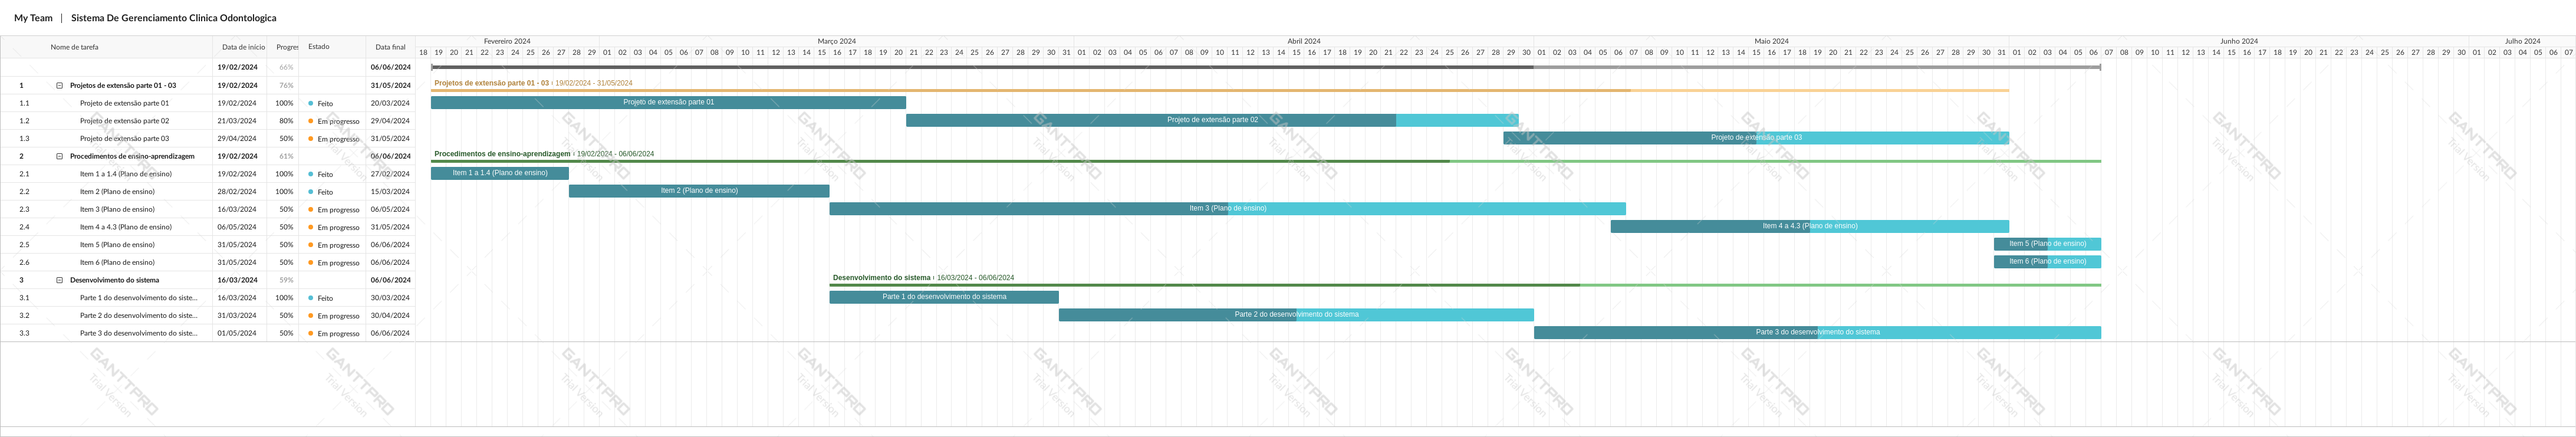 My Team | Sistema De Gerenciamento Clinica Odontologica
Nome de tarefa Data de início Progres Estado Data final
Fevereiro 2024 Março 2024 Abril 2024 Maio 2024 Junho 2024 Julho 2024
18 19 20 21 22 23 24 25 26 27 28 29 01 02 03 04 05 06 07 08 09 10 11 12 13 14 15 16 17 18 19 20 21 22 23 24 25 26 27 28 29 30 31 01 02 03 04 05 06 07 08 09 10 11 12 13 14 15 16 17 18 19 20 21 22 23 24 25 26 27 28 29 30 01 02 03 04 05 06 07 08 09 10 11 12 13 14 15 16 17 18 19 20 21 22 23 24 25 26 27 28 29 30 31 01 02 03 04 05 06 07 08 09 10 11 12 13 14 15 16 17 18 19 20 21 22 23 24 25 26 27 28 29 30 01 02 03 04 05 06 07
19/02/2024 66% 06/06/2024
1 Projetos de extensão parte 01 - 03 19/02/2024 76% 31/05/2024 Projetos de extensão parte 01 - 03 19/02/2024 - 31/05/2024
1.1 Projeto de extensão parte 01 19/02/2024 100% Feito 20/03/2024 Projeto de extensão parte 01
1.2 Projeto de extensão parte 02 21/03/2024 80% Em progresso 29/04/2024 Projeto de extensão parte 02
1.3 Projeto de extensão parte 03 29/04/2024 50% Em progresso 31/05/2024 Projeto de extensão parte 03
2 Procedimentos de ensino-aprendizagem 19/02/2024 61% 06/06/2024 Procedimentos de ensino-aprendizagem 19/02/2024 - 06/06/2024
2.1 Item 1 a 1.4 (Plano de ensino) 19/02/2024 100% Feito 27/02/2024 Item 1 a 1.4 (Plano de ensino)
2.2 Item 2 (Plano de ensino) 28/02/2024 100% Feito 15/03/2024 Item 2 (Plano de ensino)
2.3 Item 3 (Plano de ensino) 16/03/2024 50% Em progresso 06/05/2024 Item 3 (Plano de ensino)
2.4 Item 4 a 4.3 (Plano de ensino) 06/05/2024 50% Em progresso 31/05/2024 Item 4 a 4.3 (Plano de ensino)
2.5 Item 5 (Plano de ensino) 31/05/2024 50% Em progresso 06/06/2024 Item 5 (Plano de ensino)
2.6 Item 6 (Plano de ensino) 31/05/2024 50% Em progresso 06/06/2024 Item 6 (Plano de ensino)
3 Desenvolvimento do sistema 16/03/2024 59% 06/06/2024 Desenvolvimento do sistema 16/03/2024 - 06/06/2024
3.1 Parte 1 do desenvolvimento do siste... 16/03/2024 100% Feito 30/03/2024 Parte 1 do desenvolvimento do sistema
3.2 Parte 2 do desenvolvimento do siste... 31/03/2024 50% Em progresso 30/04/2024 Parte 2 do desenvolvimento do sistema
3.3 Parte 3 do desenvolvimento do siste... 01/05/2024 50% Em progresso 06/06/2024 Parte 3 do desenvolvimento do sistema
GANTTPRO
Trial Version